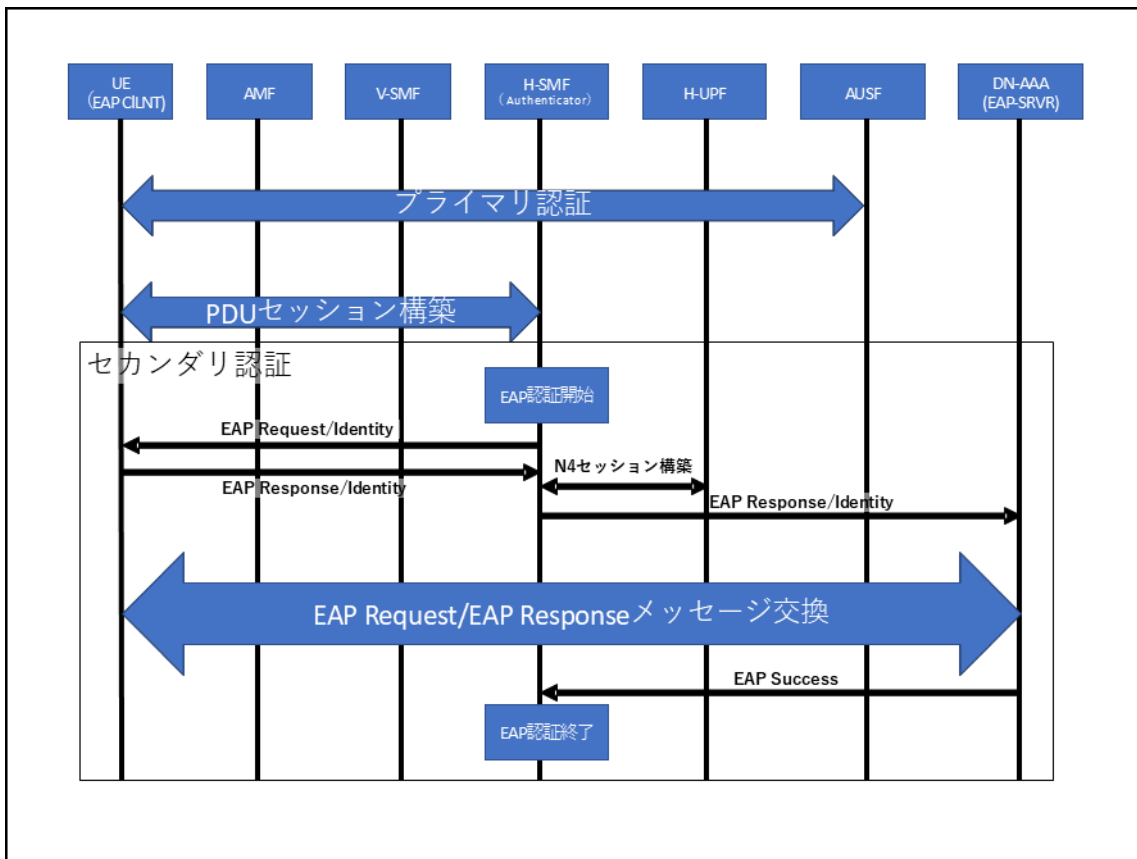 UE
（EAP CILNT）
AMF
V-SMF
H-SMF
（Authenticator）
H-UPF
AUSF
DN-AAA
(EAP-SRVR)
プライマリ認証
PDUセッション構築
セカンダリ認証
EAP認証開始
EAP Request/Identity
N4セッション構築
EAP Response/Identity
EAP Response/Identity
EAP Request/EAP Responseメッセージ交換
EAP Success
EAP認証終了